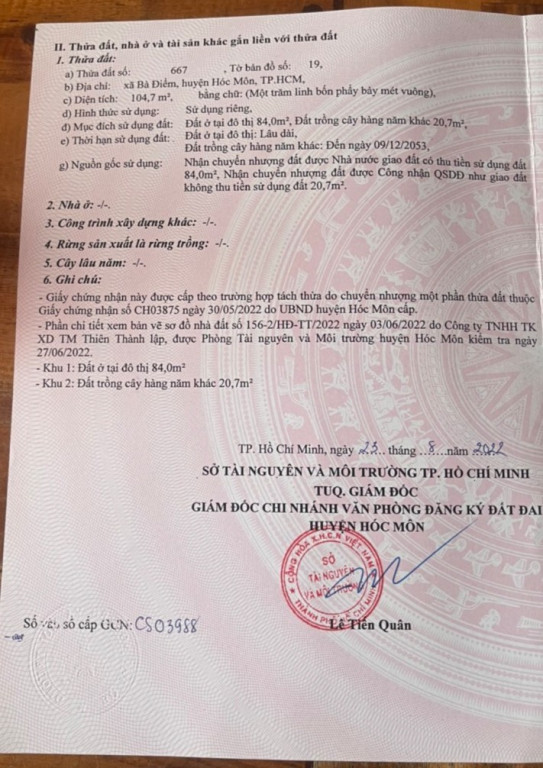 II. Thửa đất, nhà ở và tài sản khác gắn liền với thửa đất
1. Thửa đất:
a) Thửa đất số: 667 , Tờ bản đồ số: 19,
b) Địa chỉ: xã Bà Điểm, huyện Hóc Môn, TP.HCM,
c) Diện tích: 104,7 m², bằng chữ: (Một trăm linh bốn phẩy bảy mét vuông),
d) Hình thức sử dụng: Sử dụng riêng,
đ) Mục đích sử dụng đất: Đất ở tại đô thị 84,0m², Đất trồng cây hàng năm khác 20,7m²,
e) Thời hạn sử dụng đất: Đất ở tại đô thị: Lâu dài,
Đất trồng cây hàng năm khác: Đến ngày 09/12/2053,
g) Nguồn gốc sử dụng: Nhận chuyển nhượng đất được Nhà nước giao đất có thu tiền sử dụng đất
84,0m², Nhận chuyển nhượng đất được Công nhận QSDĐ như giao đất
không thu tiền sử dụng đất 20,7m².
2. Nhà ở: -/-.
3. Công trình xây dựng khác: -/-.
4. Rừng sản xuất là rừng trồng: -/-.
5. Cây lâu năm: -/-.
6. Ghi chú:
- Giấy chứng nhận này được cấp theo trường hợp tách thửa do chuyển nhượng một phần thửa đất thuộc
Giấy chứng nhận số CH03875 ngày 30/05/2022 do UBND huyện Hóc Môn cấp.
- Phần chi tiết xem bản vẽ sơ đồ nhà đất số 156-2/HĐ-TT/2022 ngày 03/06/2022 do Công ty TNHH TK
XD TM Thiên Thành lập, được Phòng Tài nguyên và Môi trường huyện Hóc Môn kiểm tra ngày
27/06/2022.
- Khu 1: Đất ở tại đô thị 84,0m²
- Khu 2: Đất trồng cây hàng năm khác 20,7m²
TP. Hồ Chí Minh, ngày 23 tháng 8 năm 2022
SỞ TÀI NGUYÊN VÀ MÔI TRƯỜNG TP. HỒ CHÍ MINH
TUQ. GIÁM ĐỐC
GIÁM ĐỐC CHI NHÁNH VĂN PHÒNG ĐĂNG KÝ ĐẤT ĐAI
HUYỆN HÓC MÔN
CỘNG HÒA X.H.C.N VIỆT NAM
SỞ
TÀI NGUYÊN
VÀ MÔI TRƯỜNG
THÀNH PHỐ HỒ CHÍ MINH
Lê Tiến Quân
Số vào sổ cấp GCN: CS03988